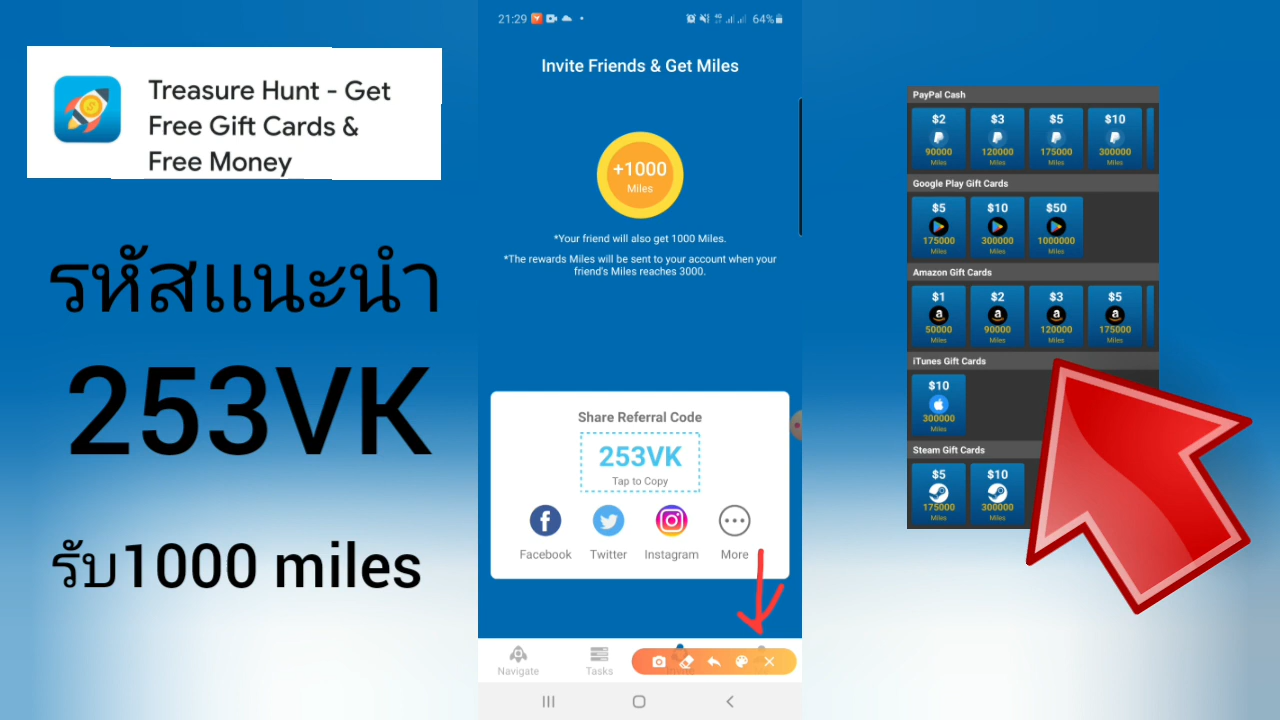 Treasure Hunt - Get
Free Gift Cards &
Free Money
รหัสแนะนำ
253VK
รับ1000 miles
21:29
4G
64%
Invite Friends & Get Miles
+1000
Miles
*Your friend will also get 1000 Miles.
*The rewards Miles will be sent to your account when your
friend's Miles reaches 3000.
Share Referral Code
253VK
Tap to Copy
Facebook Twitter Instagram More
Navigate Tasks
PayPal Cash
$2 $3 $5 $10
90000 120000 175000 300000
Miles Miles Miles Miles
Google Play Gift Cards
$5 $10 $50
175000 300000 1000000
Miles Miles Miles
Amazon Gift Cards
$1 $2 $3 $5
50000 90000 120000 175000
Miles Miles Miles Miles
iTunes Gift Cards
$10
300000
Miles
Steam Gift Cards
$5 $10
175000 300000
Miles Miles